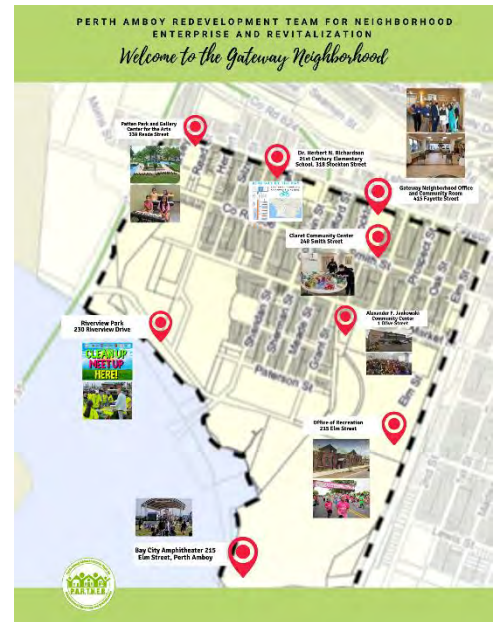 PERTH AMBOY REDEVELOPMENT TEAM FOR NEIGHBORHOOD
ENTERPRISE AND REVITALIZATION
Welcome to the Gateway Neighborhood
Patten Park and Gallery
Center for the Arts
Reade Street
Dr. Herbert N. Richardson
21st Century Elementary
School, 318 Stockton Street
Gateway Neighborhood Office
and Community Room
415 Fayette Street
Claret Community Center
Smith Street
Alexander F. Jankowski
Community Center
1 Olive Street
Riverview Park
230 Riverview Drive
CLEAN UP
MEET UP
HERE!
Paterson St
Elm St
Office of Recreation
215 Elm Street
Bay City Amphitheater 215
Elm Street, Perth Amboy
P.A.R.T.N.E.R.